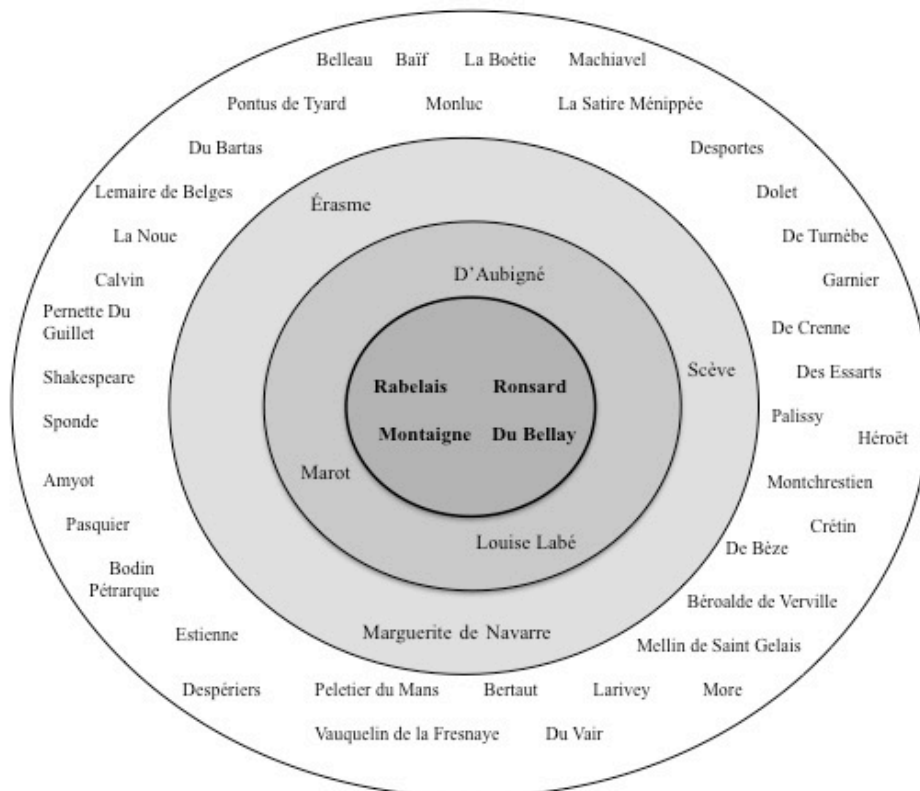 Belleau Baïf La Boétie Machiavel
Pontus de Tyard Monluc La Satire Ménippée
Du Bartas Desportes
Lemaire de Belges Dolet
Érasme
La Noue De Turnèbe
D'Aubigné
Calvin Garnier
Pernette Du
Guillet
De Crenne
Scève
Shakespeare Des Essarts
Rabelais Ronsard
Sponde Palissy
Montaigne Du Bellay
Héroët
Marot
Amyot Montchrestien
Pasquier Crétin
Louise Labé
De Bèze
Bodin
Pétrarque
Béroalde de Verville
Estienne Marguerite de Navarre
Mellin de Saint Gelais
Despériers Peletier du Mans Bertaut Larivey More
Vauquelin de la Fresnaye Du Vair